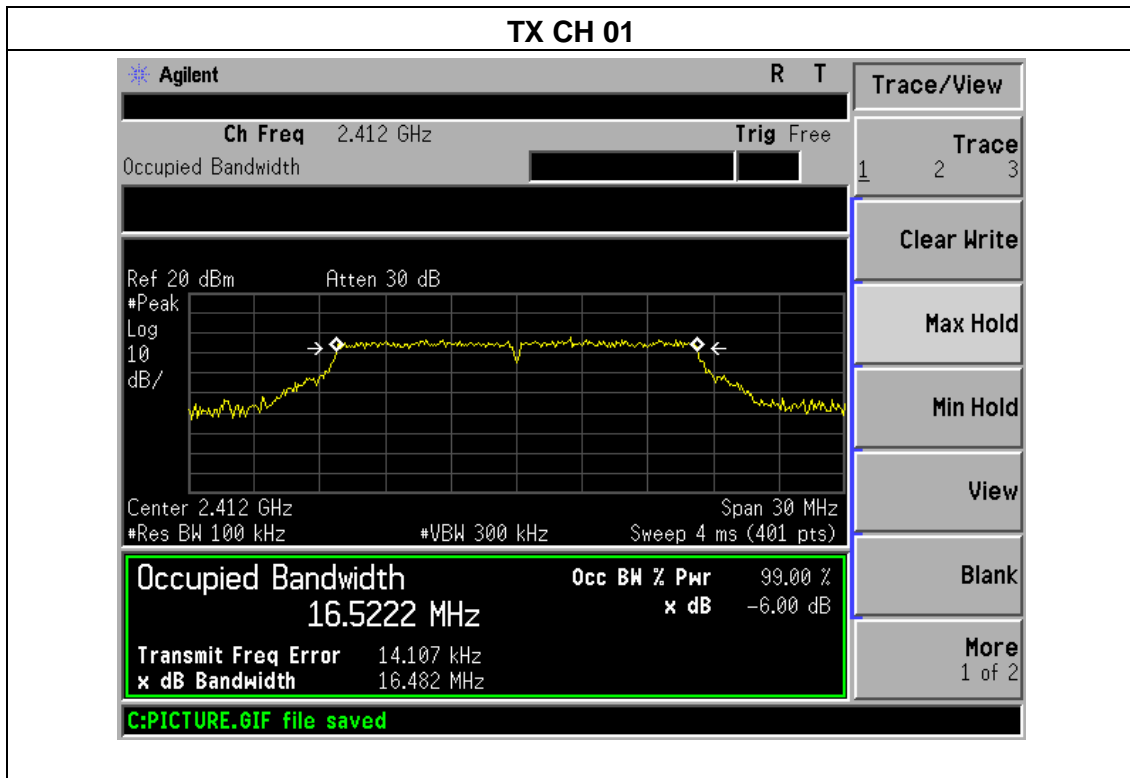 TX CH 01
Agilent R T
Trace/View
Ch Freq 2.412 GHz Trig Free
Occupied Bandwidth
Trace
1 2 3
Clear Write
Ref 20 dBm Atten 30 dB
#Peak
Log
10
dB/
Max Hold
Min Hold
View
Center 2.412 GHz Span 30 MHz
#Res BW 100 kHz #VBW 300 kHz Sweep 4 ms (401 pts)
Occupied Bandwidth Occ BW % Pwr 99.00 %
16.5222 MHz x dB -6.00 dB
Blank
Transmit Freq Error 14.107 kHz
x dB Bandwidth 16.482 MHz
More
1 of 2
C:PICTURE.GIF file saved